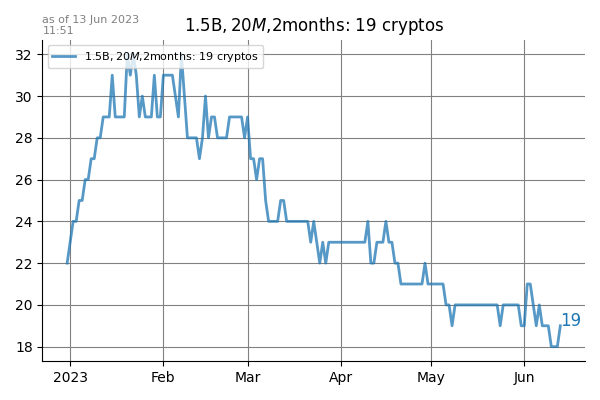 as of 13 Jun 2023
11:51
1.5B, 20M,2months: 19 cryptos
1.5B, 20M,2months: 19 cryptos
32
30
28
26
24
22
20
18
19
2023 Feb Mar Apr May Jun